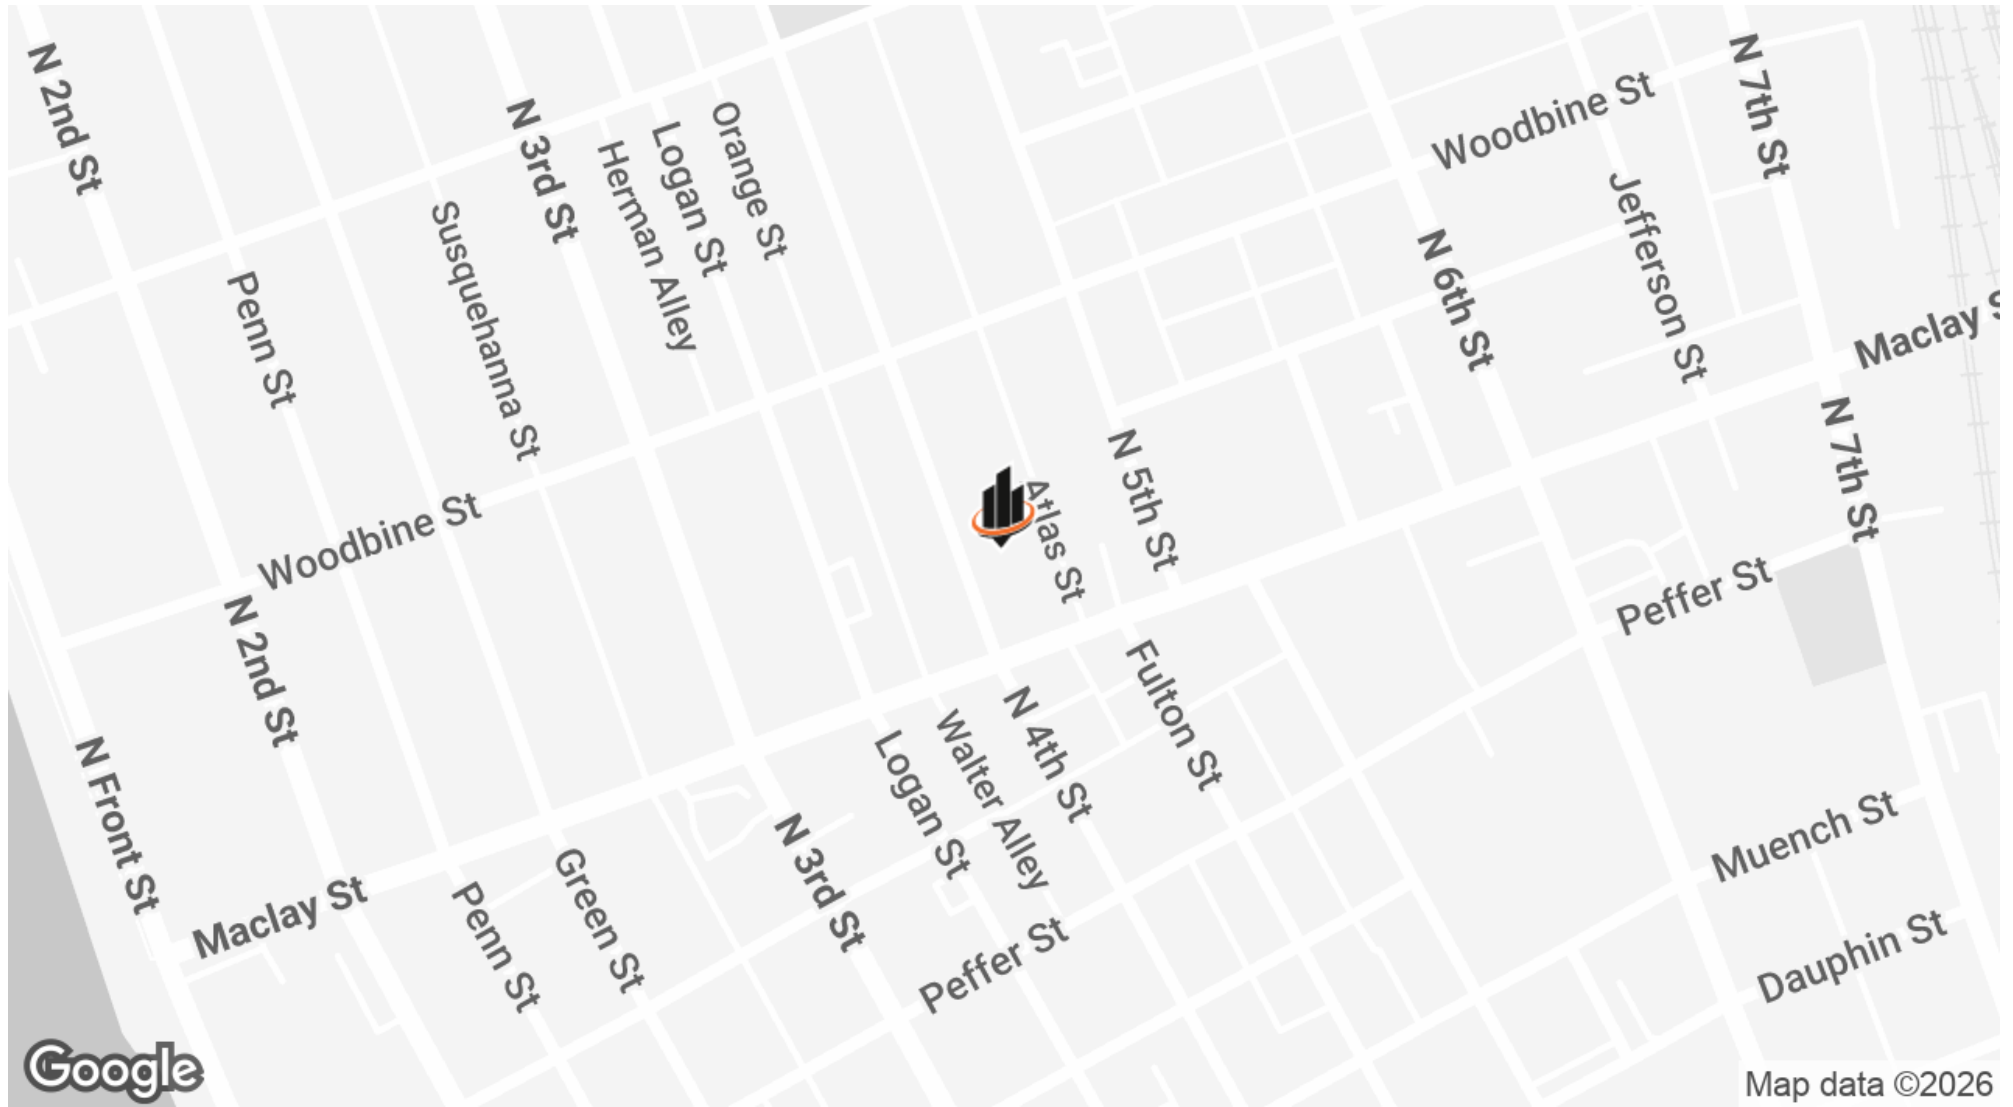 N 2nd St
N 3rd St
Herman Alley
Logan St
Orange St
Susquehanna St
Penn St
Woodbine St
N 7th St
Jefferson St
N 6th St
Maclay S
N 7th St
N 5th St
Atlas St
Woodbine St
N 2nd St
Peffer St
Fulton St
N 4th St
Walter Alley
Logan St
N Front St
N 3rd St
Green St
Penn St
Maclay St
Peffer St
Muench St
Dauphin St
Google
Map data ©2026